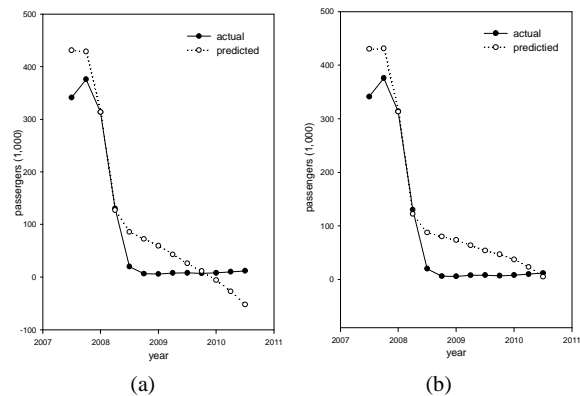 500
400
300
200
100
0
-100
passergers (1,000)
actual
predicted
2007
2008
2009
2010
2011
year
(a)
500
400
300
200
100
0
passengers (1,000)
actual
predictied
2007
2008
2009
2010
2011
year
(b)